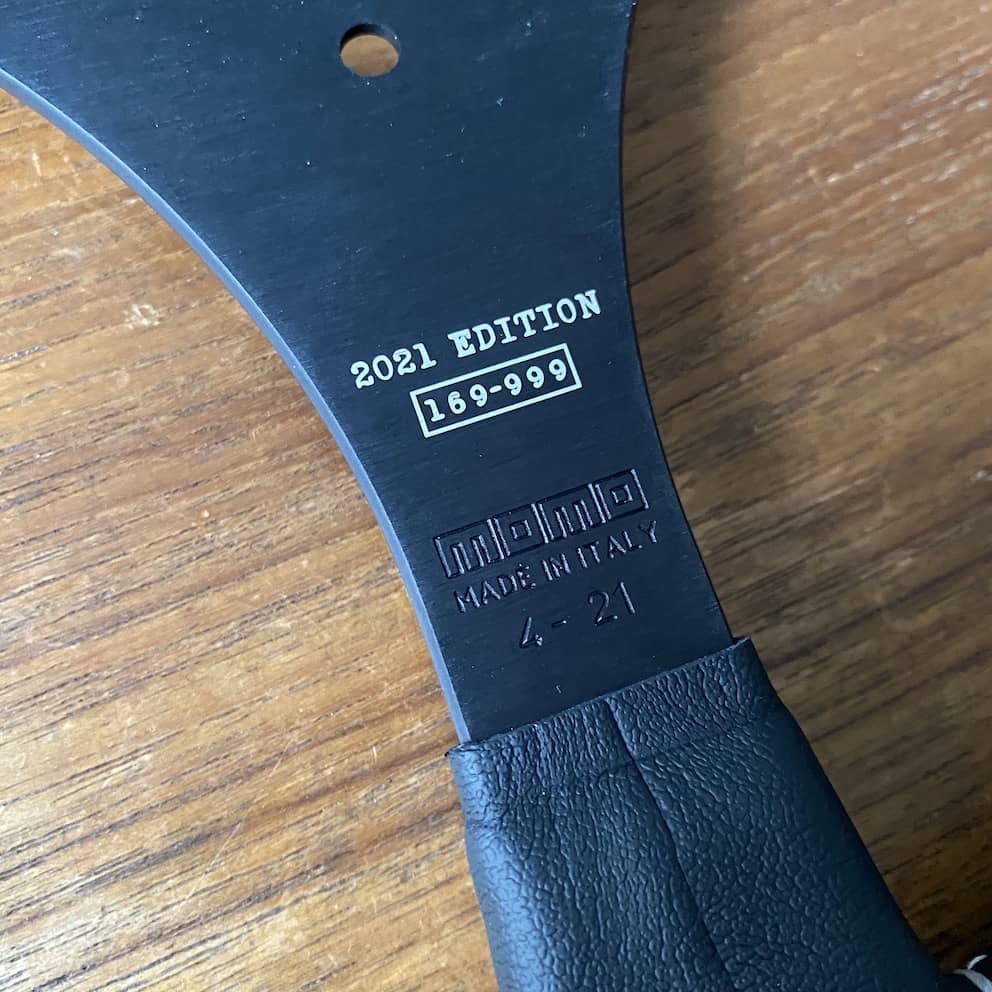 2021 EDITION
169-999
momo
MADE IN ITALY
4 - 21